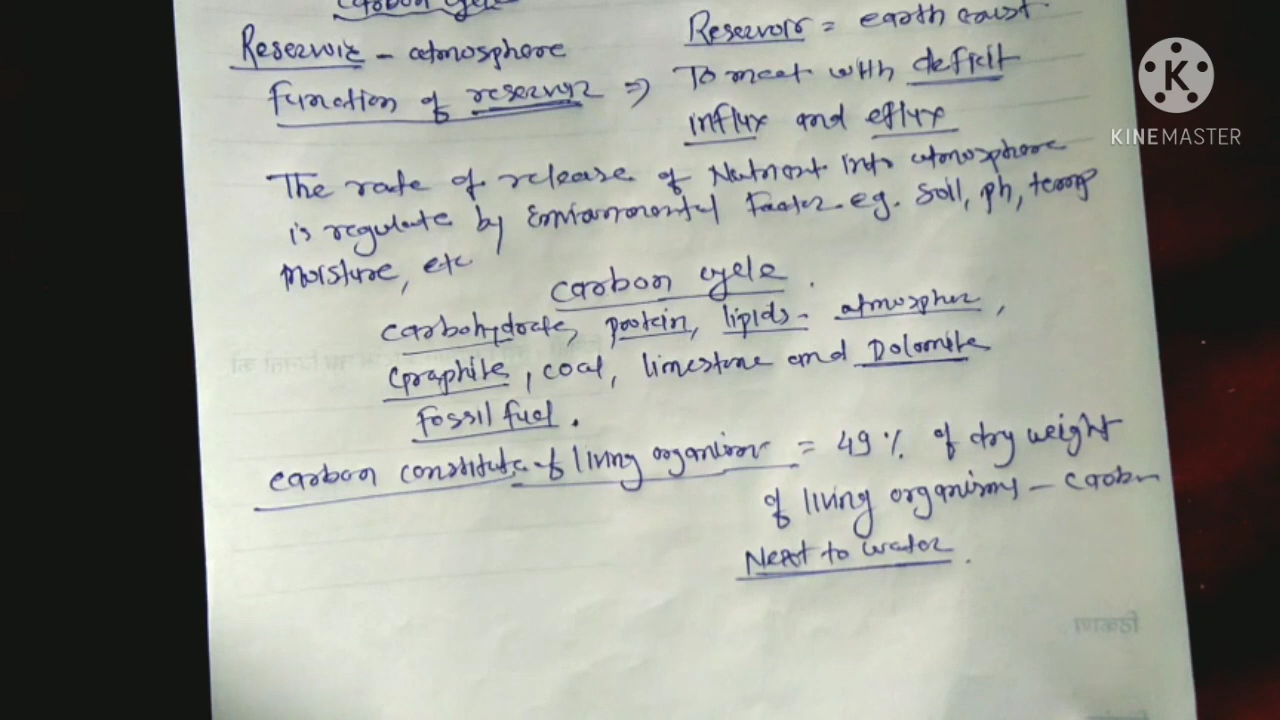 Carbon cycle
Reservoir - atmosphere
Reservoir = earth crust
function of reservoir => To meet with deficit
influx and efflux
The rate of release of Nutrient into atmosphere
is regulate by Environmental Factor. eg. Soil, ph, temp
Moisture, etc
Carbon cycle.
Carbohydrate, protein, lipids - atmosphere,
Graphite, coal, limestone and Dolomite
Fossil fuel.
Carbon constitutes of living organism = 49% of dry weight
of living organisms - Carbon
Next to water.
K
KINEMASTER